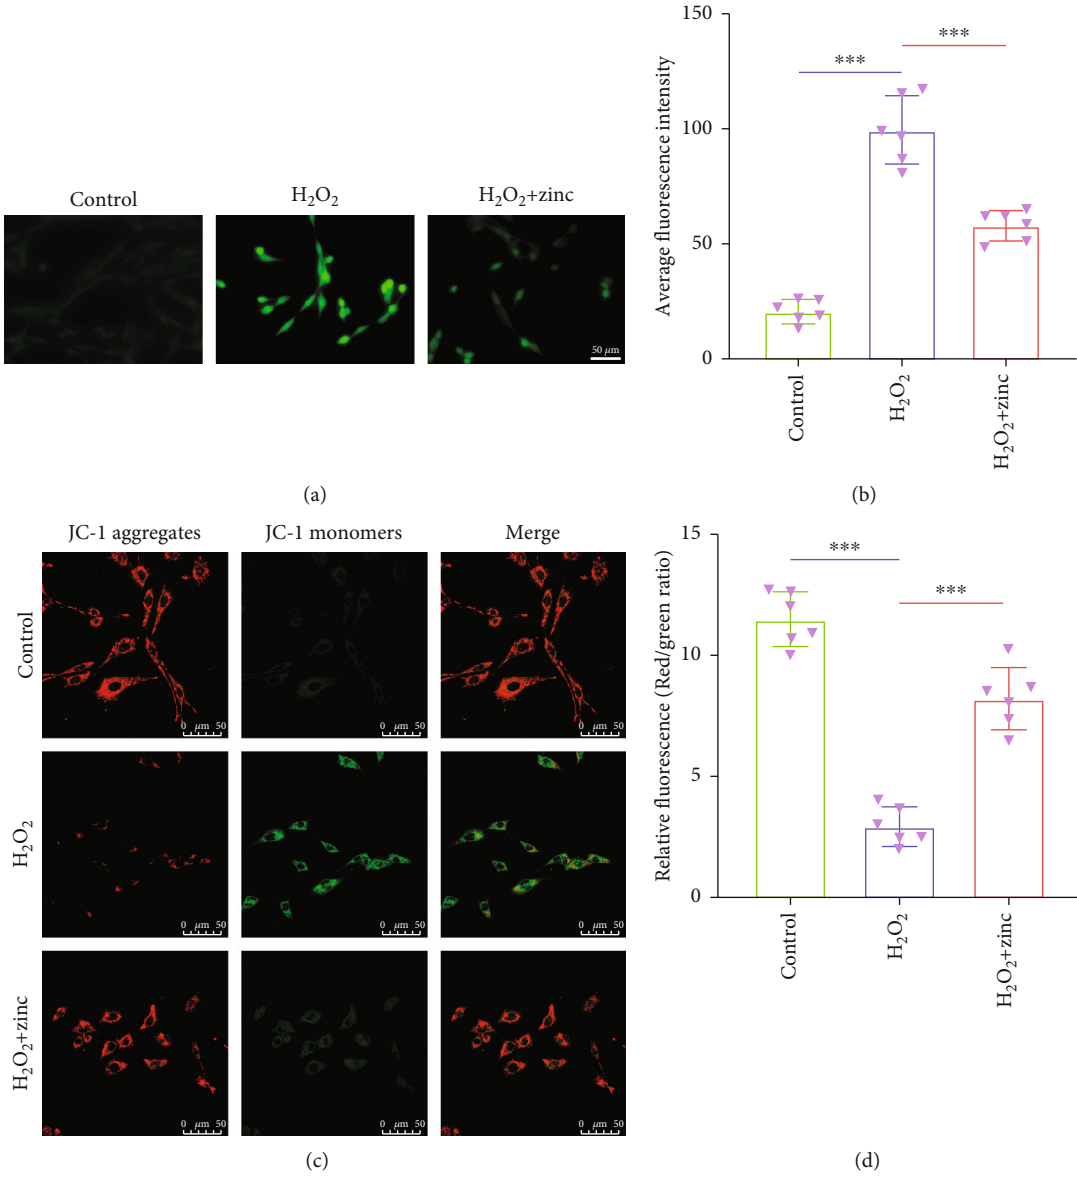 Control
H₂O₂
H₂O₂+zinc
50 μm
(a)
Average fluorescence intensity
150
100
50
0
***
***
Control
H₂O₂
H₂O₂+zinc
(b)
JC-1 aggregates
JC-1 monomers
Merge
Control
0 μm 50
0 μm 50
0 μm 50
H₂O₂
0 μm 50
0 μm 50
0 μm 50
H₂O₂+zinc
0 μm 50
0 μm 50
0 μm 50
(c)
Relative fluorescence (Red/green ratio)
15
10
5
0
***
***
Control
H₂O₂
H₂O₂+zinc
(d)